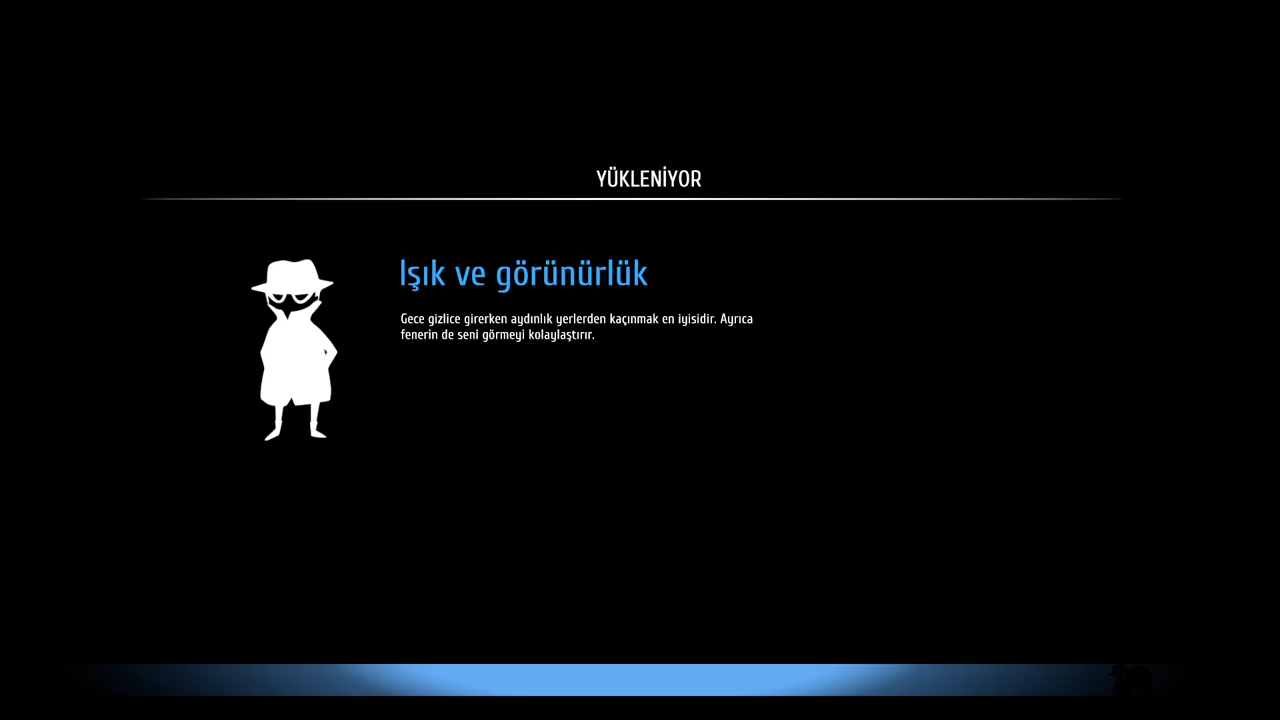 YÜKLENİYOR
Işık ve görünürlük
Gece gizlice girerken aydınlık yerlerden kaçınmak en iyisidir. Ayrıca
fenerin de seni görmeyi kolaylaştırır.